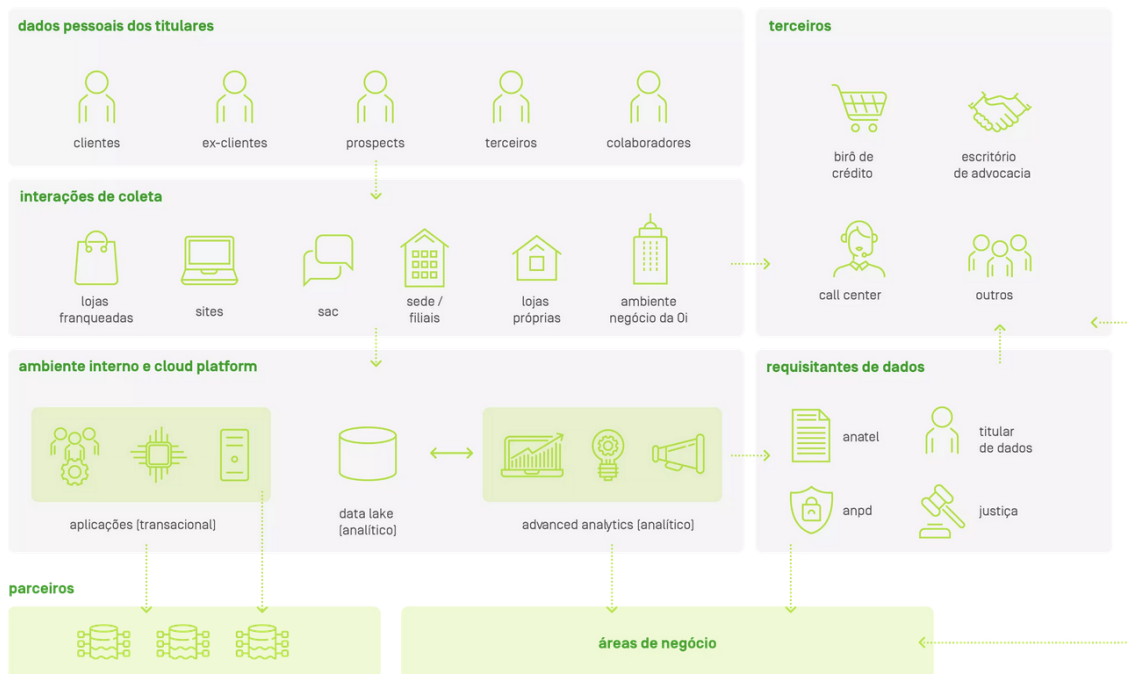 dados pessoais dos titulares
clientes
ex-clientes
prospects
terceiros
colaboradores
terceiros
birô de
crédito
escritório
de advocacia
call center
outros
interações de coleta
lojas
franqueadas
sites
sac
sede /
filiais
lojas
próprias
ambiente
negócio da Oi
ambiente interno e cloud platform
aplicações (transacional)
data lake
(analítico)
advanced analytics (analítico)
requisitantes de dados
anatel
titular
de dados
anpd
justiça
parceiros
áreas de negócio